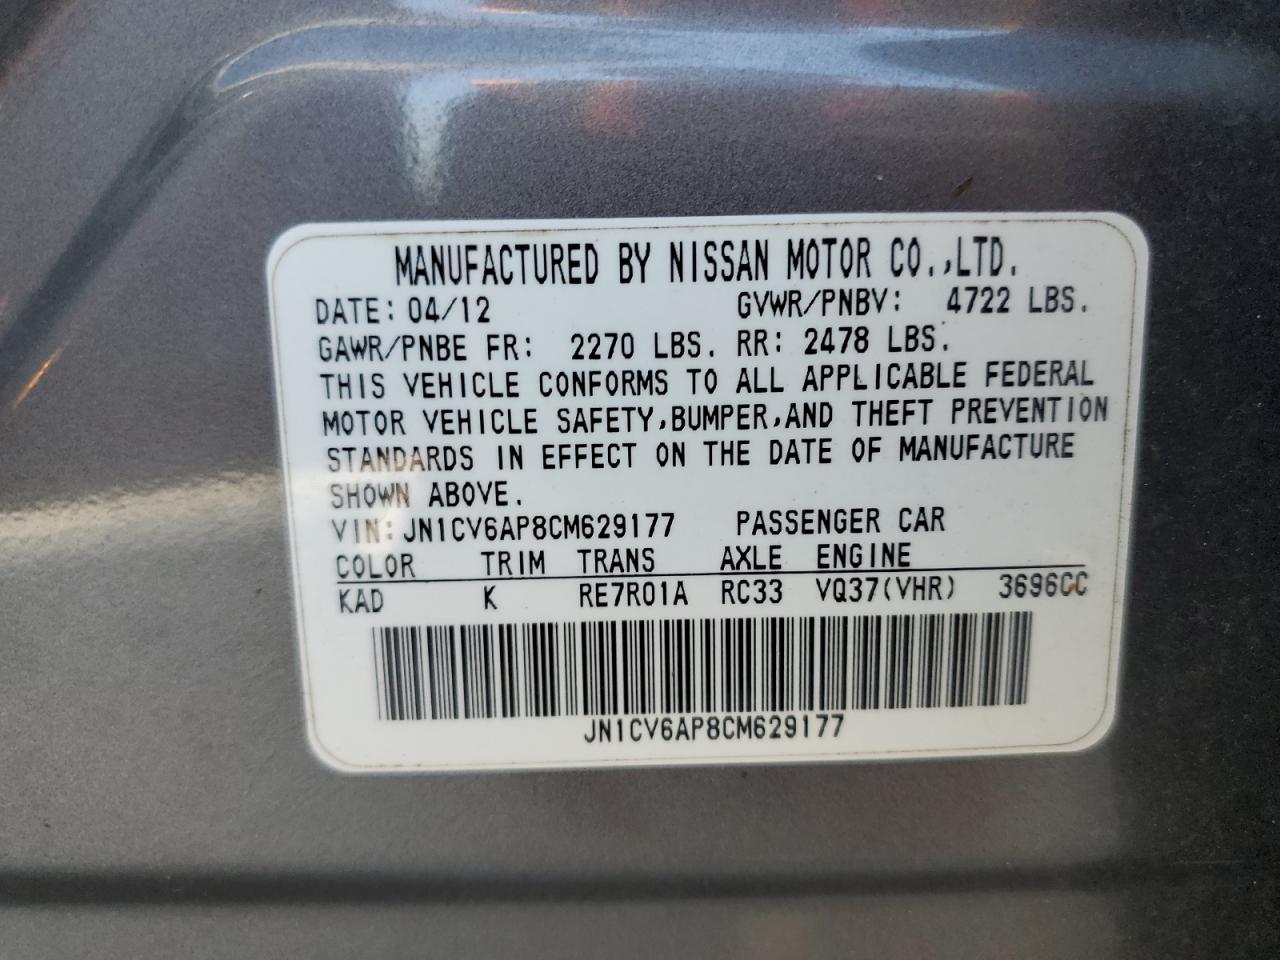 MANUFACTURED BY NISSAN MOTOR CO.,LTD.
DATE: 04/12 GVWR/PNBV: 4722 LBS.
GAWR/PNBE FR: 2270 LBS. RR: 2478 LBS.
THIS VEHICLE CONFORMS TO ALL APPLICABLE FEDERAL
MOTOR VEHICLE SAFETY,BUMPER,AND THEFT PREVENTION
STANDARDS IN EFFECT ON THE DATE OF MANUFACTURE
SHOWN ABOVE.
VIN: JN1CV6AP8CM629177 PASSENGER CAR
COLOR TRIM TRANS AXLE ENGINE
KAD K RE7R01A RC33 VQ37(VHR) 3696CC
JN1CV6AP8CM629177